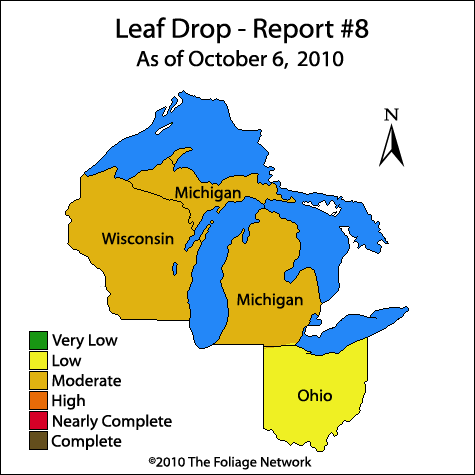 Leaf Drop - Report #8
As of October 6, 2010
N
Michigan
Wisconsin
Michigan
Ohio
Very Low
Low
Moderate
High
Nearly Complete
Complete
©2010 The Foliage Network